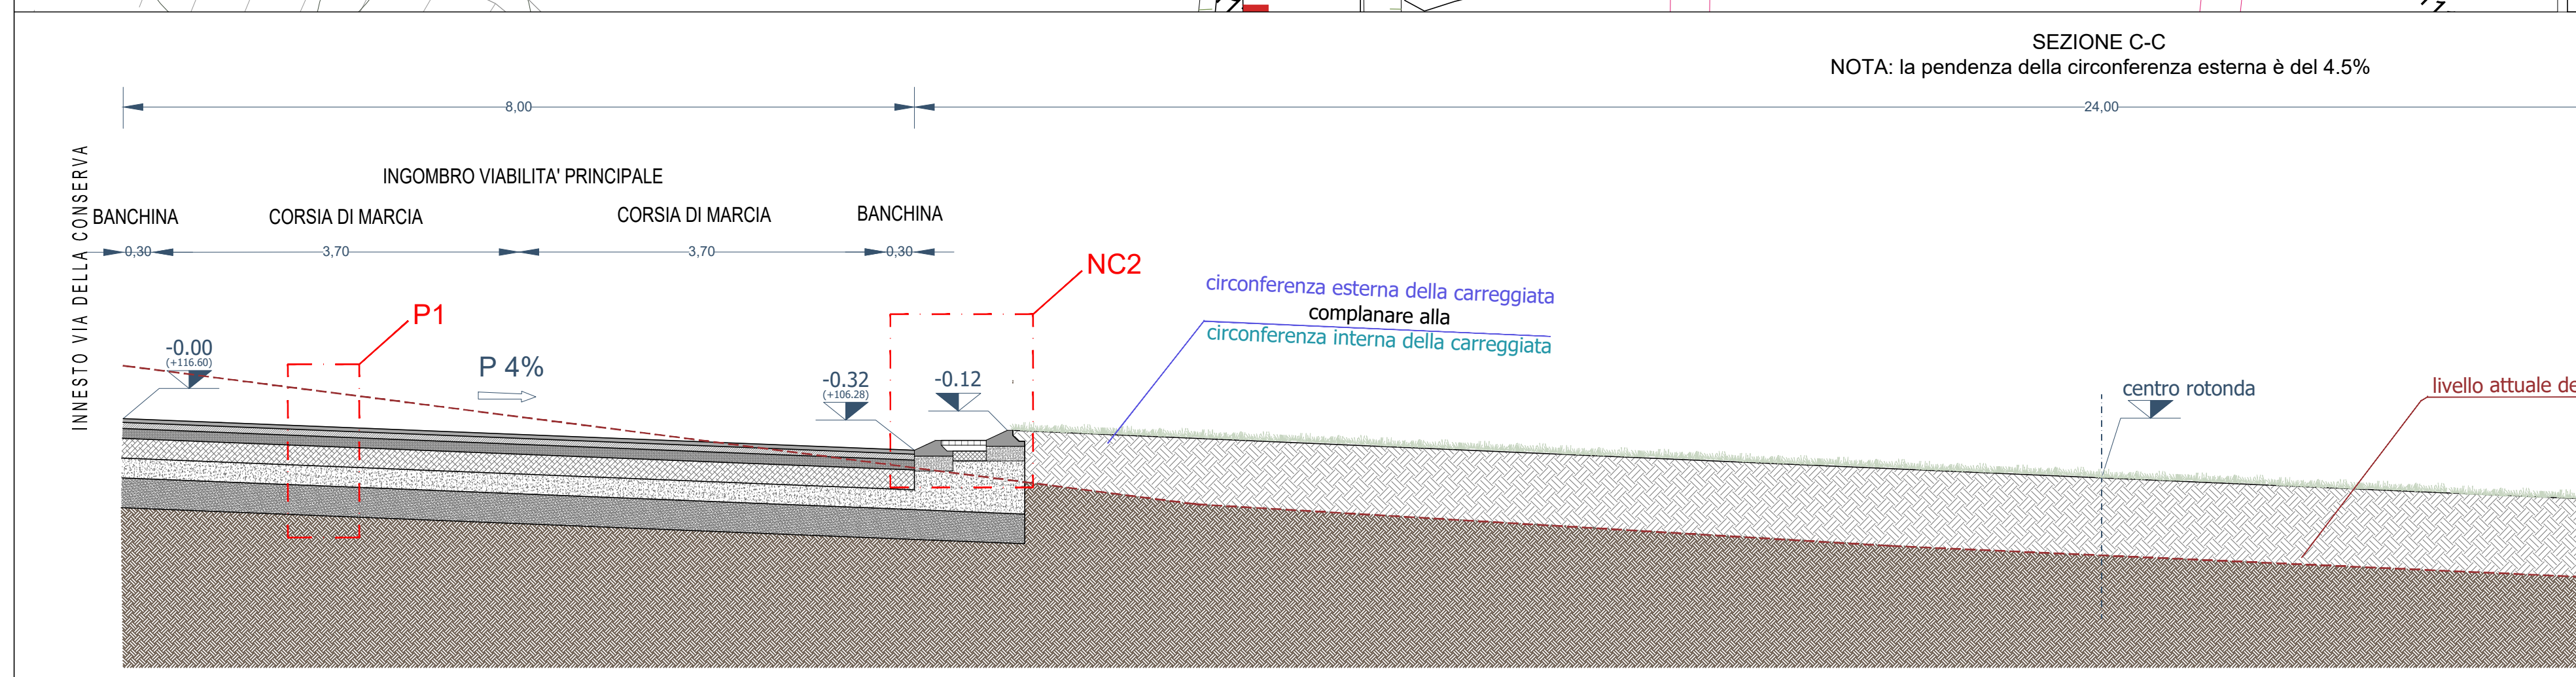 SEZIONE C-C
NOTA: la pendenza della circonferenza esterna è del 4.5%
8,00
24,00
INNESTO VIA DELLA CONSERVA
INGOMBRO VIABILITA' PRINCIPALE
BANCHINA
CORSIA DI MARCIA
CORSIA DI MARCIA
BANCHINA
0,30
3,70
3,70
0,30
NC2
P1
circonferenza esterna della carreggiata
complanare alla
circonferenza interna della carreggiata
-0.00
(+116.60)
P 4%
-0.32
(+106.28)
-0.12
centro rotonda
livello attuale de